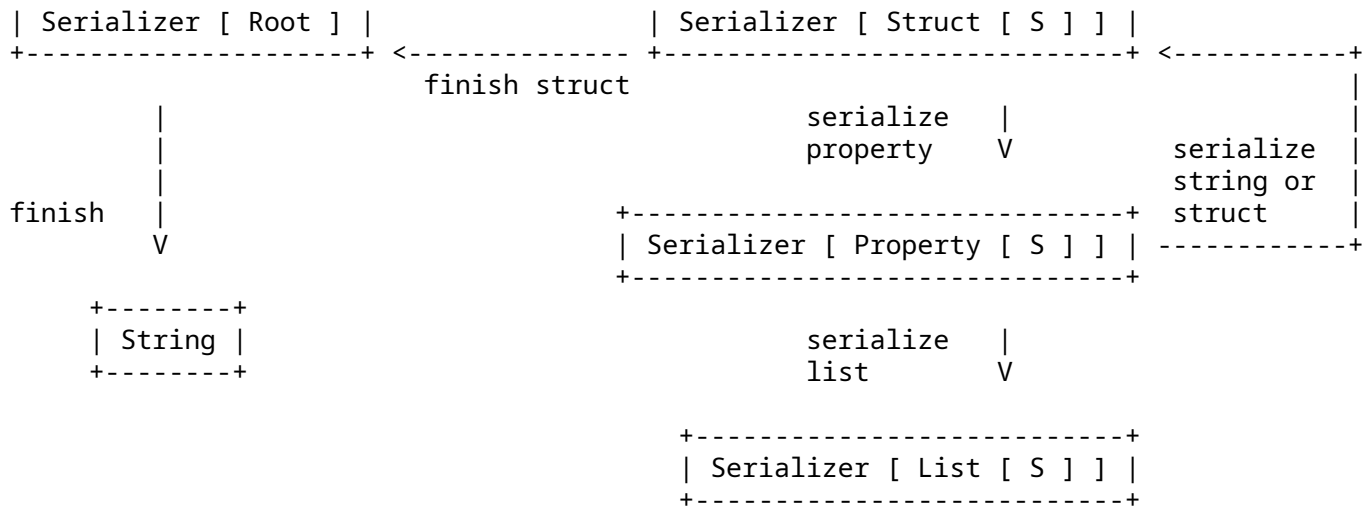 | Serializer [ Root ] |                 | Serializer [ Struct [ S ] ] |
+---------------------+ <-------------- +-----------------------------+ <-----------+
                          finish struct                                             |
         |                                        serialize   |                     |
         |                                        property    V          serialize  |
         |                                                               string or  |
finish   |                            +-------------------------------+  struct     |
         V                            | Serializer [ Property [ S ] ] | ------------+
                                      +-------------------------------+
     +--------+
     | String |                                   serialize   |
     +--------+                                   list        V

                                          +---------------------------+
                                          | Serializer [ List [ S ] ] |
                                          +---------------------------+